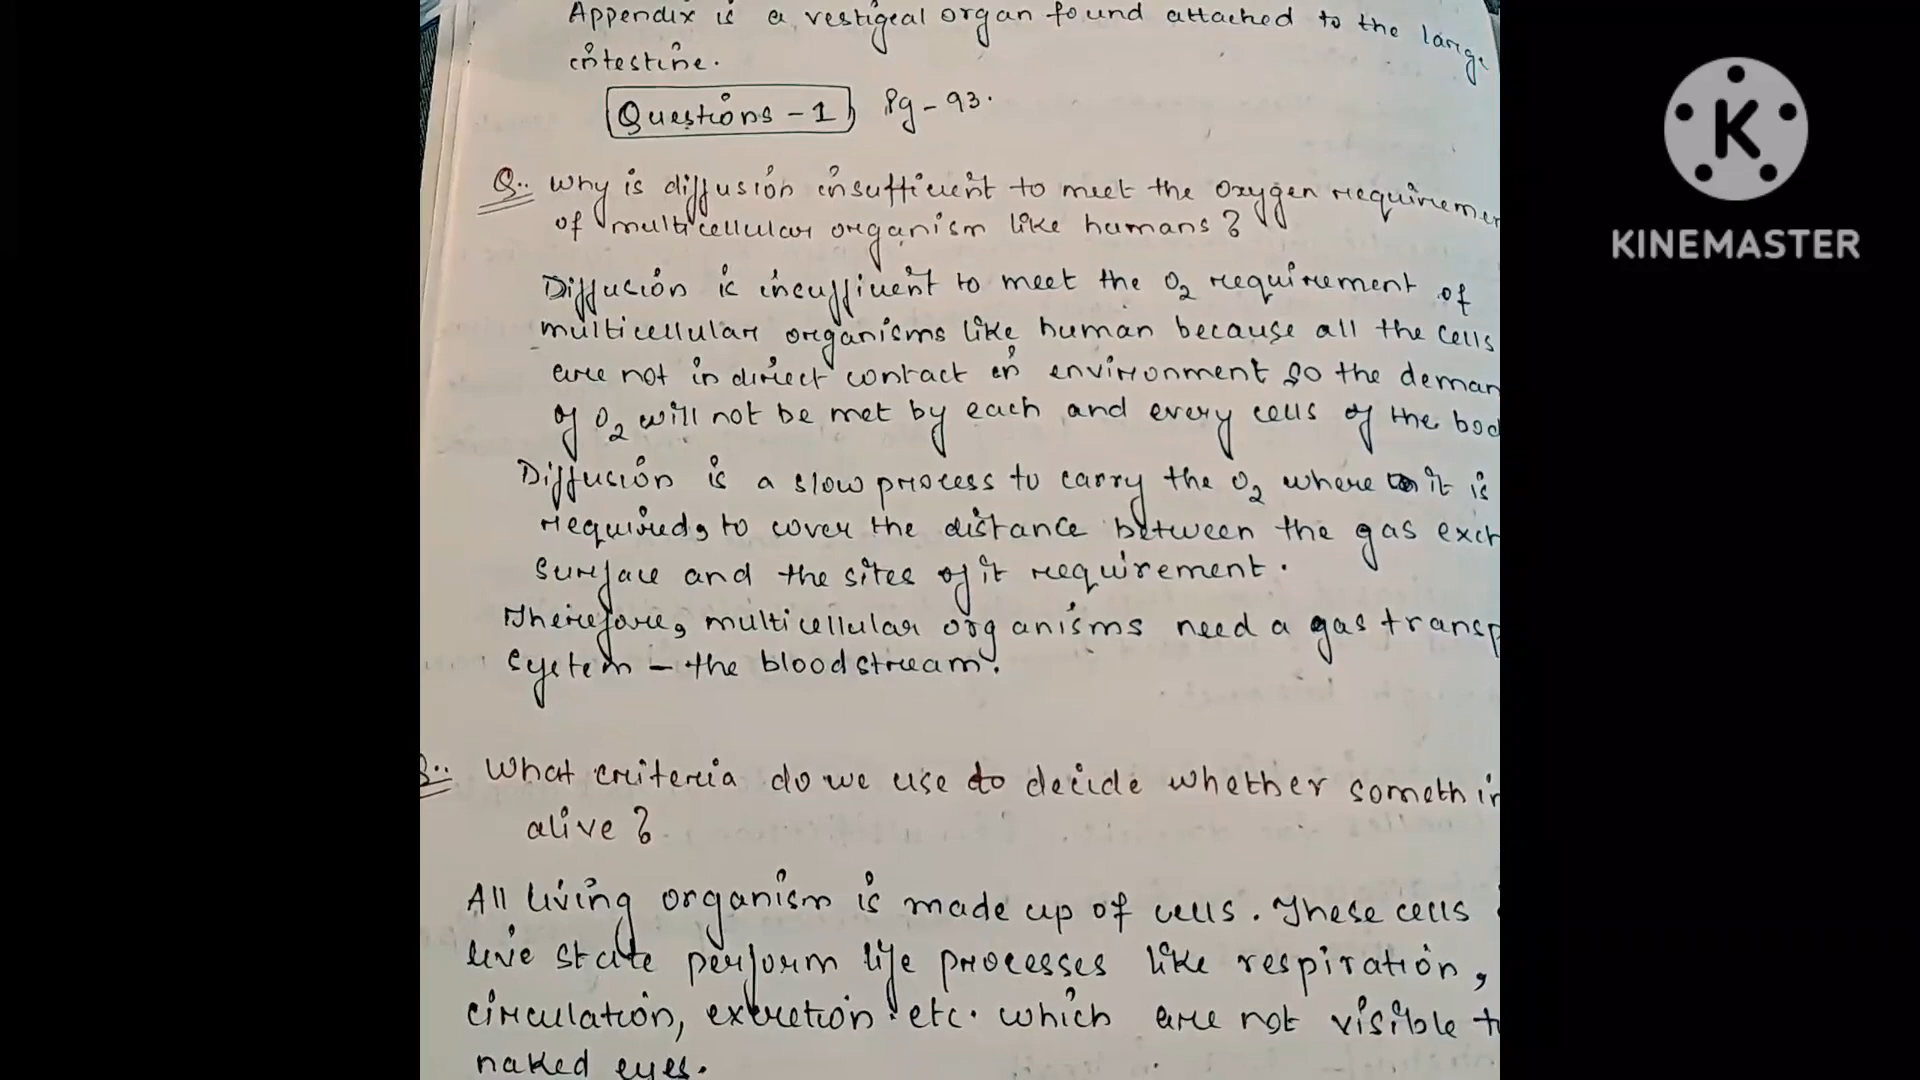 Appendix is a vestigeal organ found attached to the large
intestine.
Questions - 1 Pg - 93.
Q.. Why is diffusion insufficient to meet the Oxygen requiremen
of multicellular organism like humans?
Diffusion is insufficient to meet the O2 requirement of
multicellular organisms like human because all the cells
are not in direct contact in environment so the deman
of O2 will not be met by each and every cells of the bod
Diffusion is a slow process to carry the O2 where it is
required, to cover the distance between the gas exch
surface and the sites of it requirement.
Therefore, multicellular organisms need a gas transp
system - the bloodstream.
Q.. What criteria do we use to decide whether somethin
alive?
All living organism is made up of cells. These cells
live state perform life processes like respiration,
circulation, excretion etc. which are not visible to
naked eyes.
K
KINEMASTER